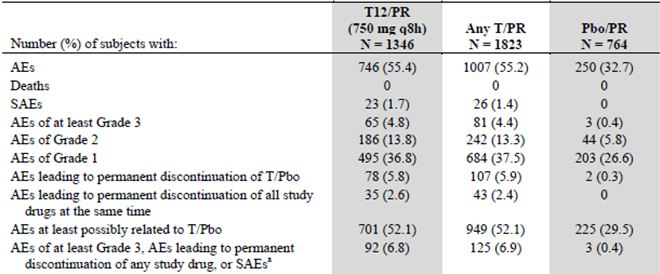 T12/PR
(750 mg q8h) Any T/PR Pbo/PR
Number (%) of subjects with: N = 1346 N = 1823 N = 764
AEs 746 (55.4) 1007 (55.2) 250 (32.7)
Deaths 0 0 0
SAEs 23 (1.7) 26 (1.4) 0
AEs of at least Grade 3 65 (4.8) 81 (4.4) 3 (0.4)
AEs of Grade 2 186 (13.8) 242 (13.3) 44 (5.8)
AEs of Grade 1 495 (36.8) 684 (37.5) 203 (26.6)
AEs leading to permanent discontinuation of T/Pbo 78 (5.8) 107 (5.9) 2 (0.3)
AEs leading to permanent discontinuation of all study 35 (2.6) 43 (2.4) 0
drugs at the same time
AEs at least possibly related to T/Pbo 701 (52.1) 949 (52.1) 225 (29.5)
AEs of at least Grade 3, AEs leading to permanent 92 (6.8) 125 (6.9) 3 (0.4)
discontinuation of any study drug, or SAEsª